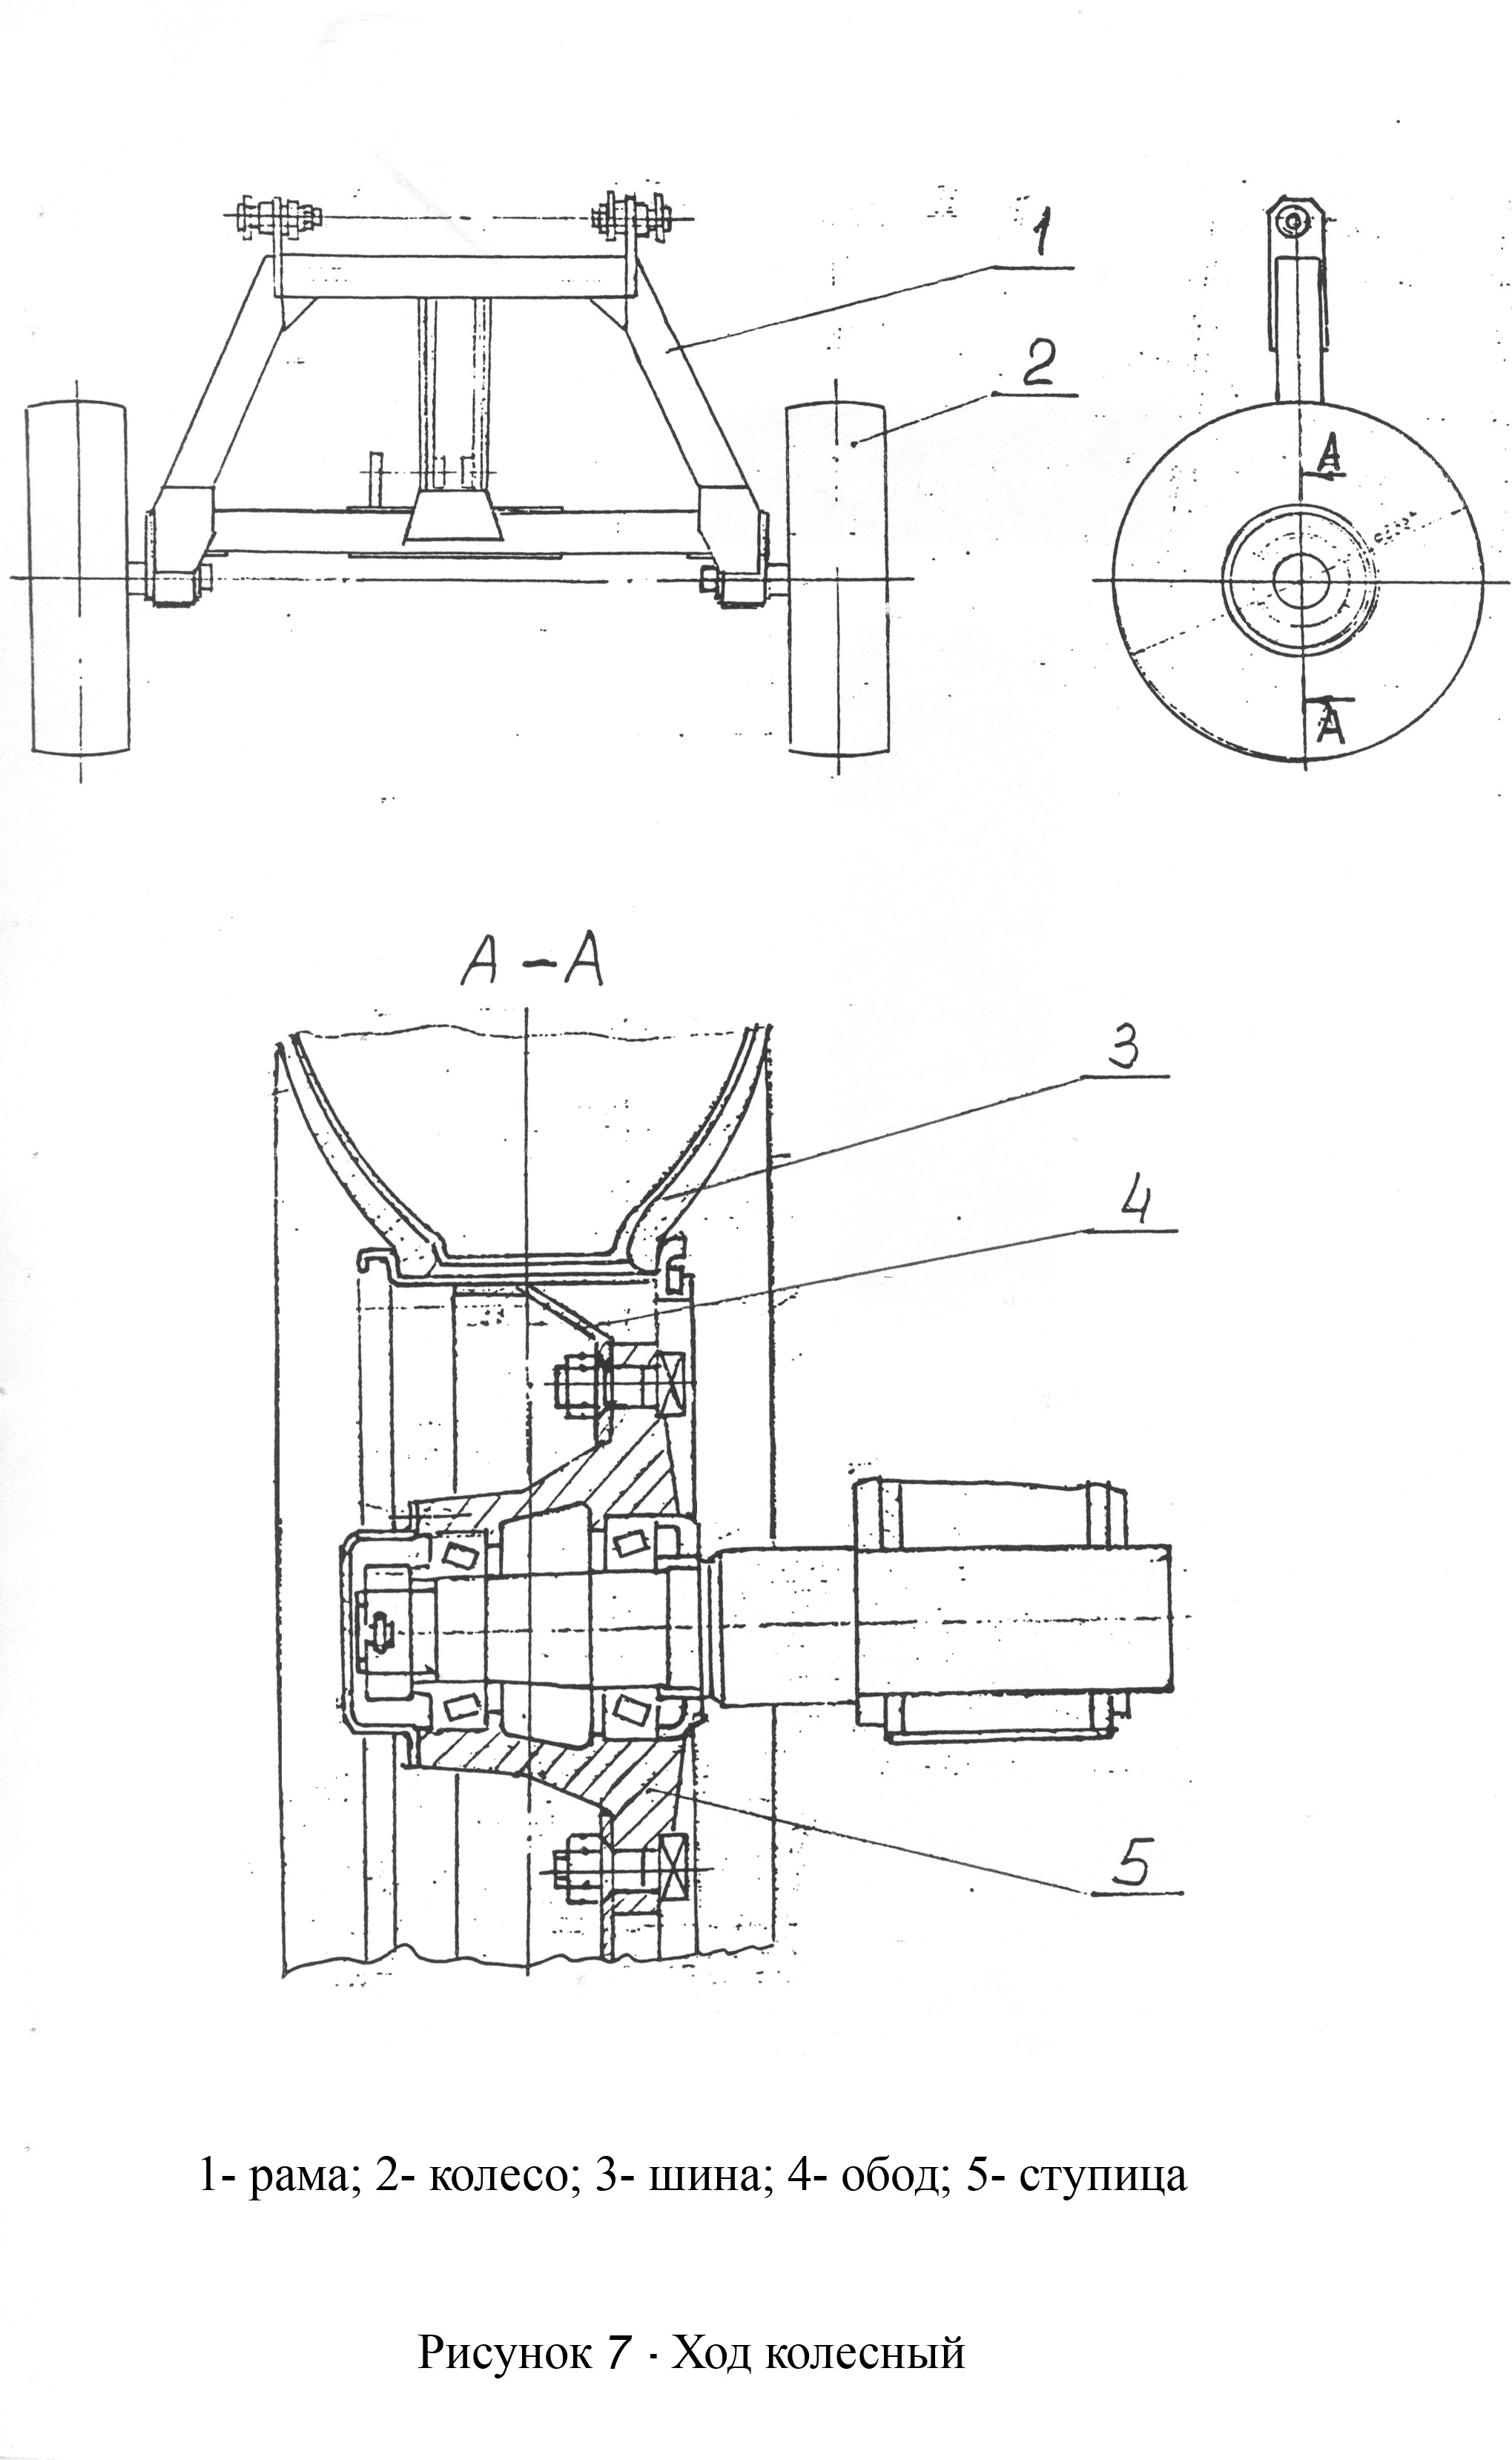 1
2
А
А
А – А
3
4
5
1- рама; 2- колесо; 3- шина; 4- обод; 5- ступица
Рисунок 7 - Ход колесный